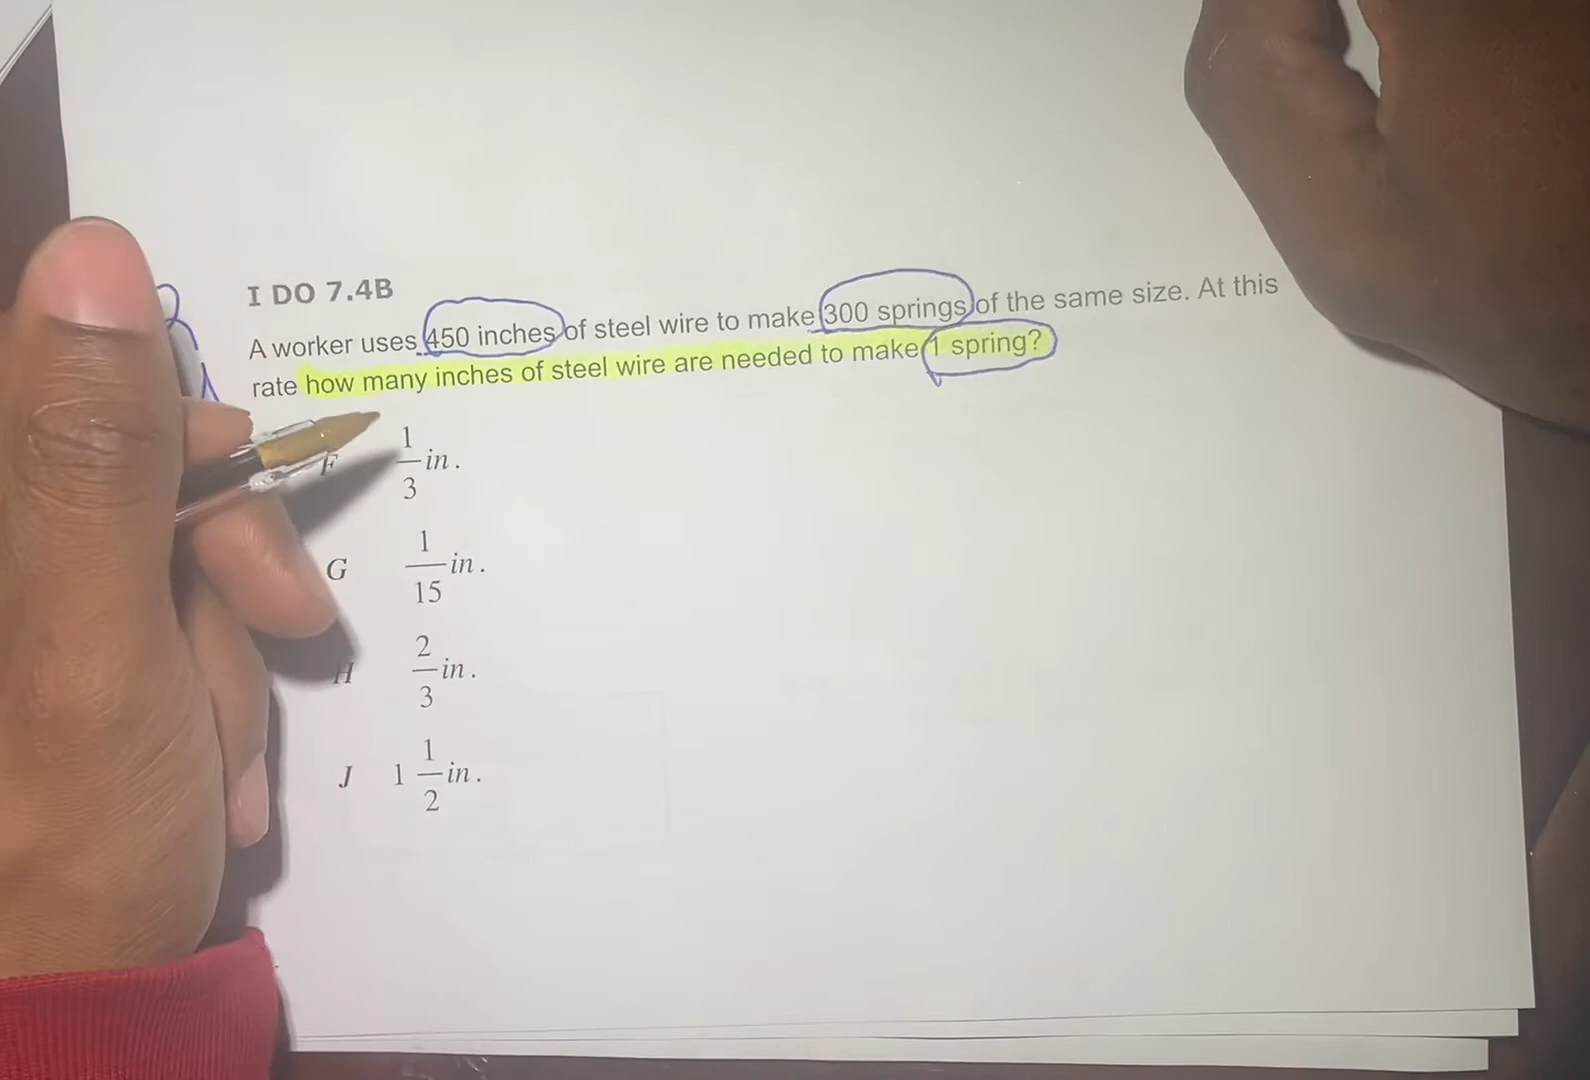 I DO 7.4B
A worker uses 450 inches of steel wire to make 300 springs of the same size. At this
rate how many inches of steel wire are needed to make 1 spring?
F 1/3 in.
G 1/15 in.
H 2/3 in.
J 1 1/2 in.